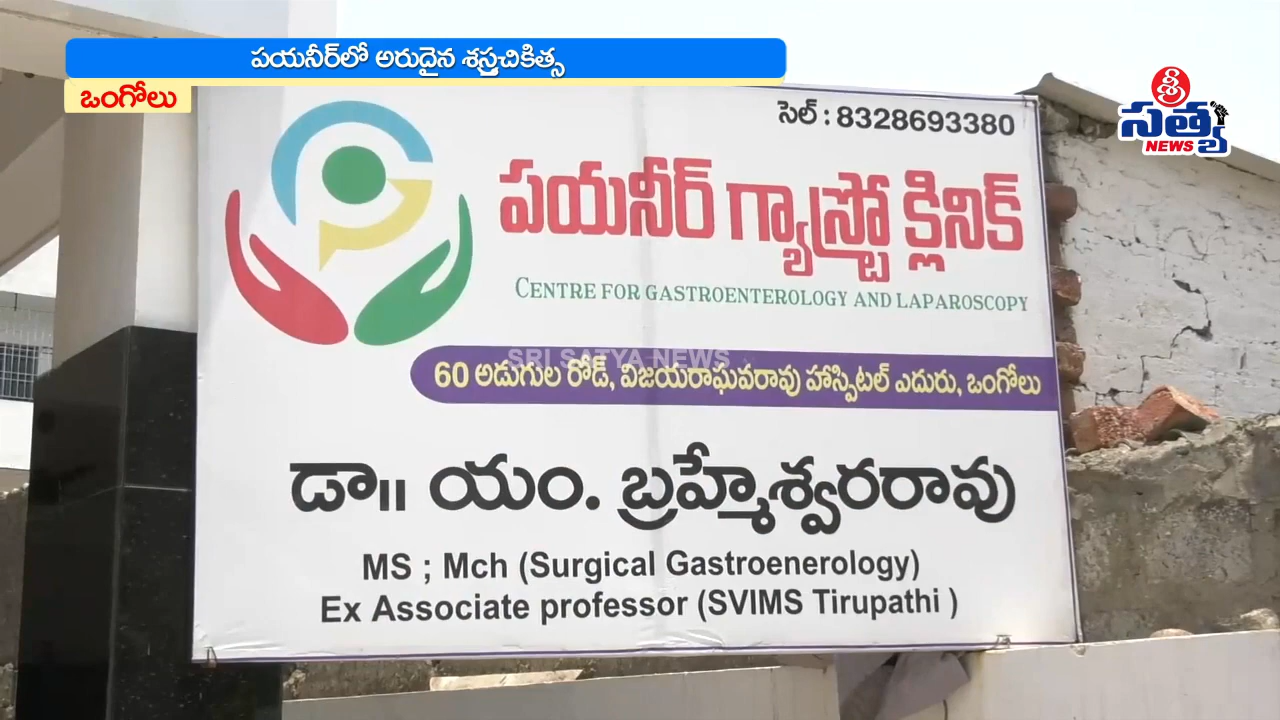 పయనీర్‌లో అరుదైన శస్త్రచికిత్స
ఒంగోలు
శ్రీ
సత్య
NEWS
సెల్ : 8328693380
పయనీర్ గ్యాస్ట్రో క్లినిక్
CENTRE FOR GASTROENTEROLOGY AND LAPAROSCOPY
SRI SATYA NEWS
60 అడుగుల రోడ్, విజయరాఘవరావు హాస్పిటల్ ఎదురు, ఒంగోలు
డా॥ యం. బ్రహ్మేశ్వరరావు
MS ; Mch (Surgical Gastroenerology)
Ex Associate professor (SVIMS Tirupathi )